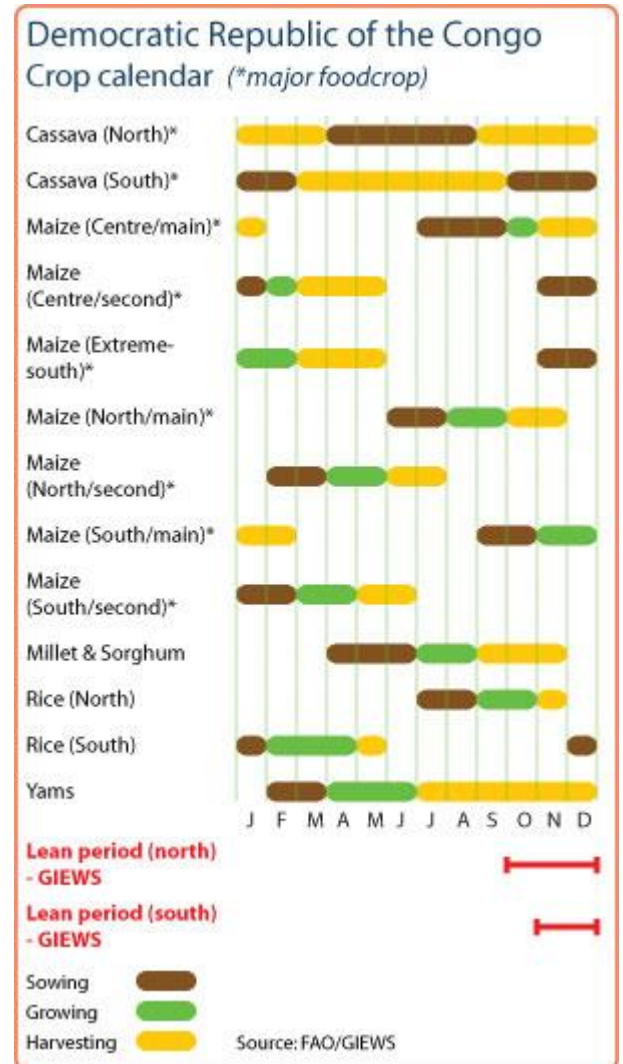 Democratic Republic of the Congo
Crop calendar (*major foodcrop)
Cassava (North)*
Cassava (South)*
Maize (Centre/main)*
Maize
(Centre/second)*
Maize (Extreme-
south)*
Maize (North/main)*
Maize
(North/second)*
Maize (South/main)*
Maize
(South/second)*
Millet & Sorghum
Rice (North)
Rice (South)
Yams
J F M A M J J A S O N D
Lean period (north)
- GIEWS
Lean period (south)
- GIEWS
Sowing
Growing
Harvesting Source: FAO/GIEWS